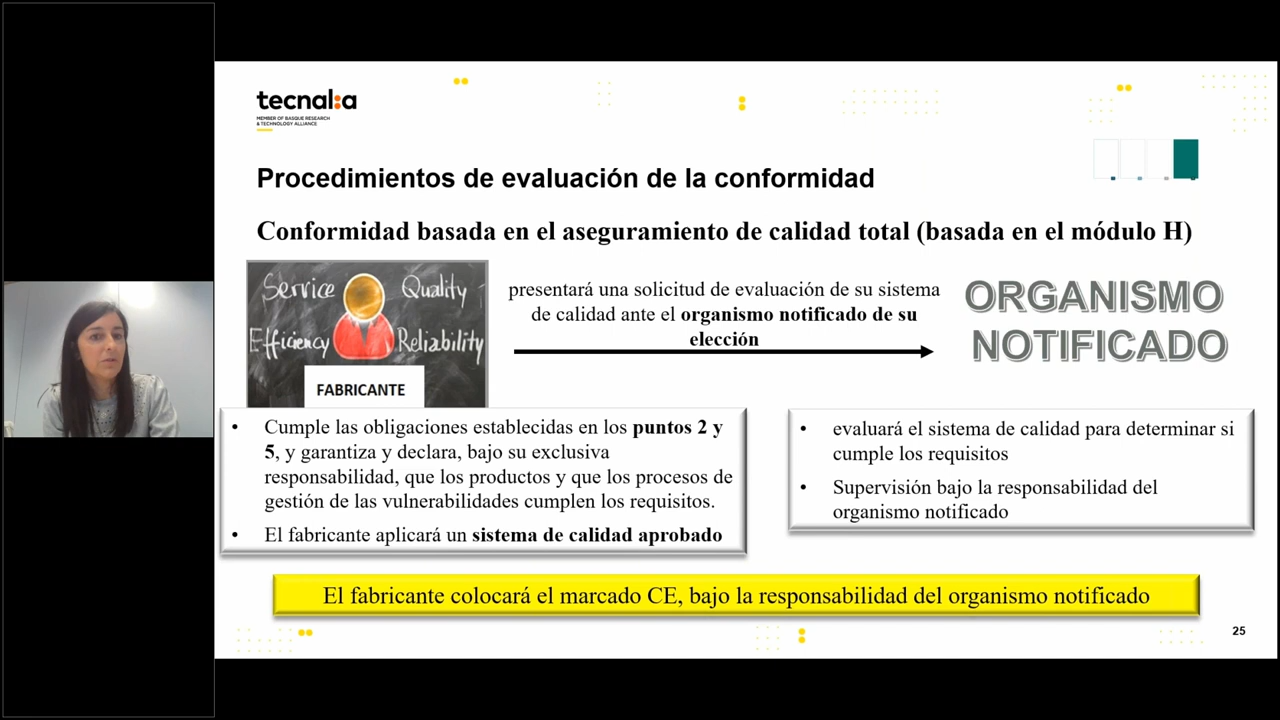 tecnal:a
MEMBER OF BASQUE RESEARCH
& TECHNOLOGY ALLIANCE
Procedimientos de evaluación de la conformidad
Conformidad basada en el aseguramiento de calidad total (basada en el módulo H)
Service Quality
Efficiency Reliability
FABRICANTE
presentará una solicitud de evaluación de su sistema
de calidad ante el organismo notificado de su
elección
ORGANISMO
NOTIFICADO
• Cumple las obligaciones establecidas en los puntos 2 y
5, y garantiza y declara, bajo su exclusiva
responsabilidad, que los productos y que los procesos de
gestión de las vulnerabilidades cumplen los requisitos.
• El fabricante aplicará un sistema de calidad aprobado
• evaluará el sistema de calidad para determinar si
cumple los requisitos
• Supervisión bajo la responsabilidad del
organismo notificado
El fabricante colocará el marcado CE, bajo la responsabilidad del organismo notificado
25